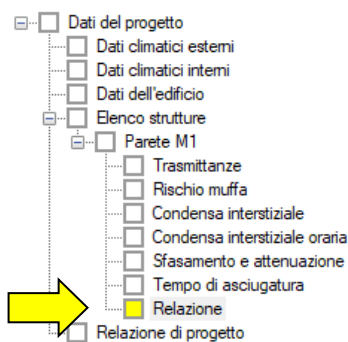 Dati del progetto
Dati climatici esterni
Dati climatici interni
Dati dell'edificio
Elenco strutture
Parete M1
Trasmittanze
Rischio muffa
Condensa interstiziale
Condensa interstiziale oraria
Sfasamento e attenuazione
Tempo di asciugatura
Relazione
Relazione di progetto